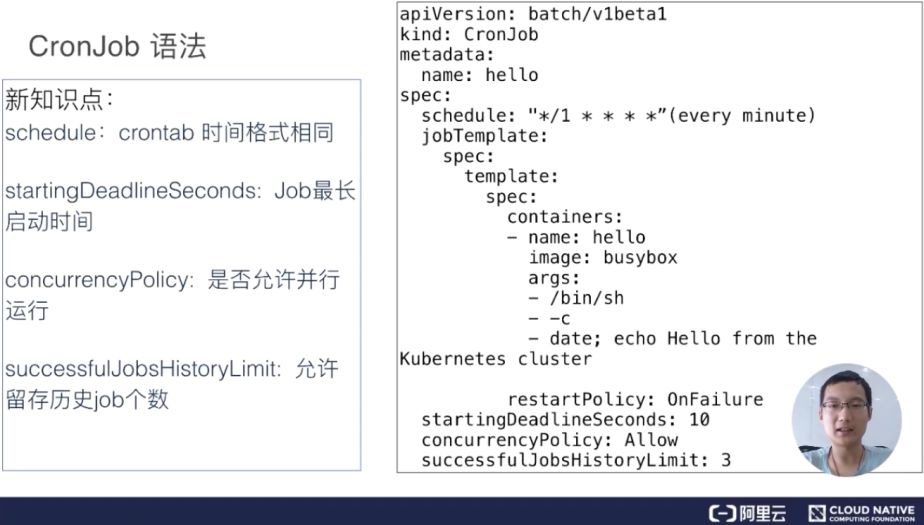 CronJob 语法
新知识点：
schedule：crontab 时间格式相同
startingDeadlineSeconds: Job最长
启动时间
concurrencyPolicy: 是否允许并行
运行
successfulJobsHistoryLimit: 允许
留存历史job个数
apiVersion: batch/v1beta1
kind: CronJob
metadata:
  name: hello
spec:
  schedule: "*/1 * * * *”(every minute)
  jobTemplate:
    spec:
      template:
        spec:
          containers:
          – name: hello
            image: busybox
            args:
            – /bin/sh
            – -c
            – date; echo Hello from the
Kubernetes cluster
          restartPolicy: OnFailure
  startingDeadlineSeconds: 10
  concurrencyPolicy: Allow
  successfulJobsHistoryLimit: 3
阿里云
CLOUD NATIVE
COMPUTING FOUNDATION